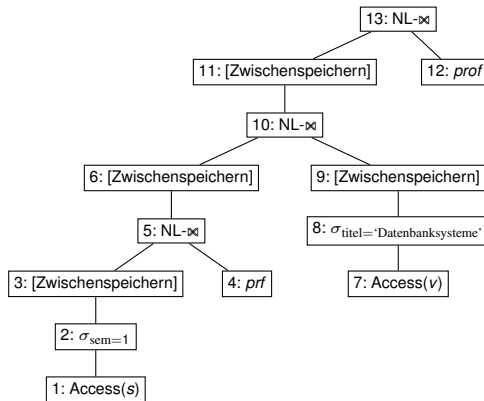 13: NL-⋈
11: [Zwischenspeichern]
12: prof
10: NL-⋈
6: [Zwischenspeichern]
9: [Zwischenspeichern]
5: NL-⋈
8: σtitel=‘Datenbanksysteme’
3: [Zwischenspeichern]
4: prf
7: Access(v)
2: σsem=1
1: Access(s)